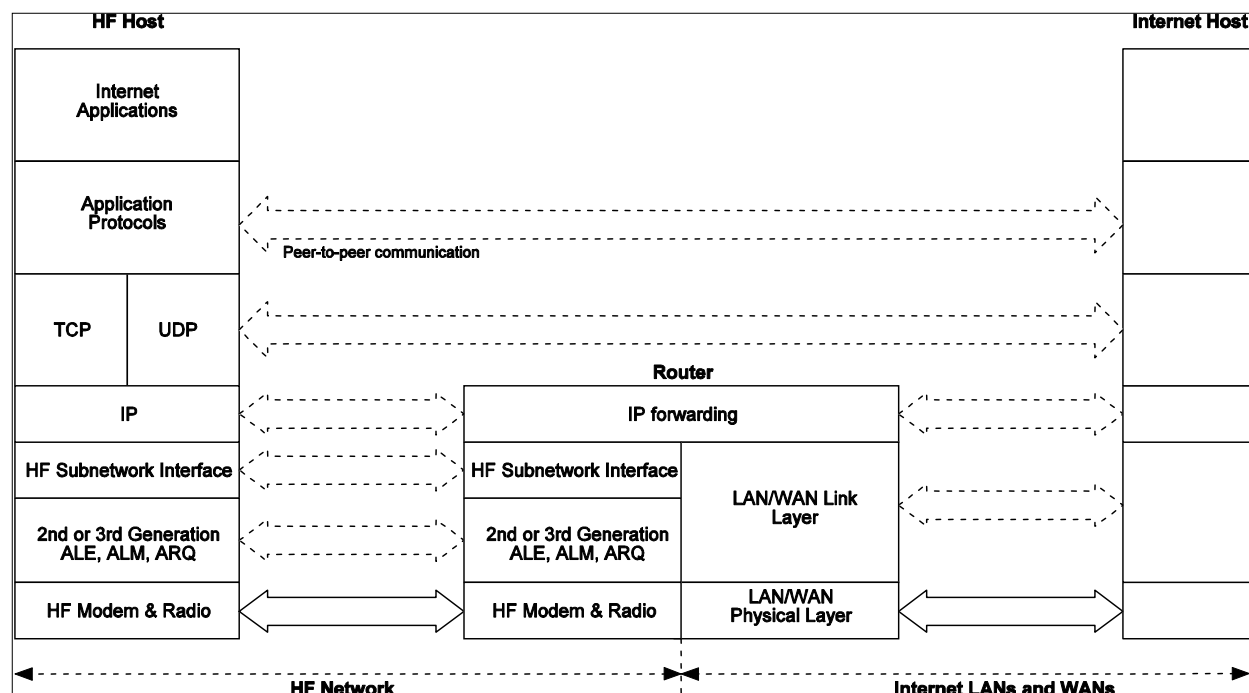 HF Host
Internet Host
Internet
Applications
Application
Protocols
Peer-to-peer communication
TCP
UDP
Router
IP
IP forwarding
HF Subnetwork Interface
HF Subnetwork Interface
LAN/WAN Link
Layer
2nd or 3rd Generation
ALE, ALM, ARQ
2nd or 3rd Generation
ALE, ALM, ARQ
HF Modem & Radio
HF Modem & Radio
LAN/WAN
Physical Layer
HF Network
Internet LANs and WANs